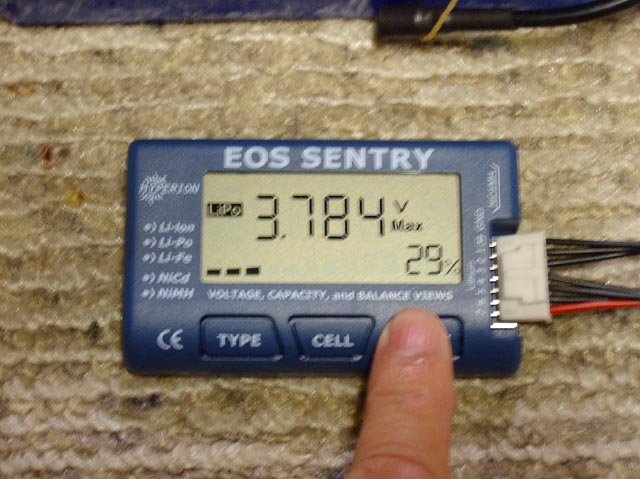 EOS SENTRY
HYPERION
LiPo 3.784 V
Max
29%
•) Li-Ion
•) Li-Po
•) Li-Fe
•) NiCd
•) NiMH
VOLTAGE, CAPACITY, and BALANCE VIEWS
CE TYPE CELL